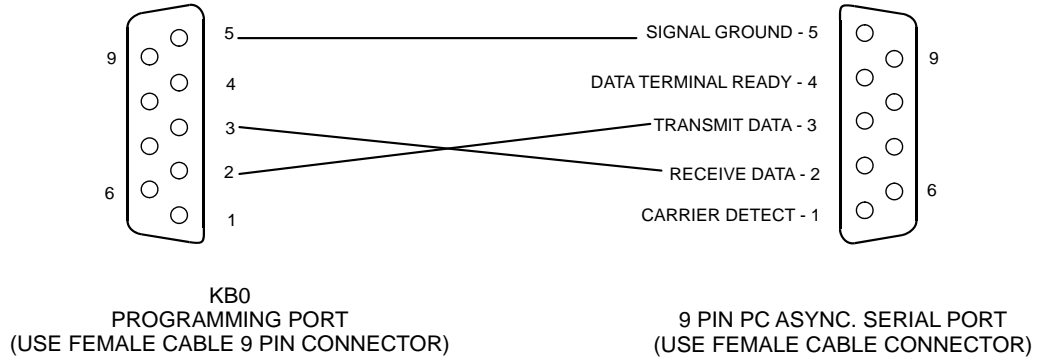 5 SIGNAL GROUND - 5
9 9
4 DATA TERMINAL READY - 4
3 TRANSMIT DATA - 3
2 RECEIVE DATA - 2
6 6
1 CARRIER DETECT - 1
KB0
PROGRAMMING PORT
(USE FEMALE CABLE 9 PIN CONNECTOR)
9 PIN PC ASYNC. SERIAL PORT
(USE FEMALE CABLE CONNECTOR)